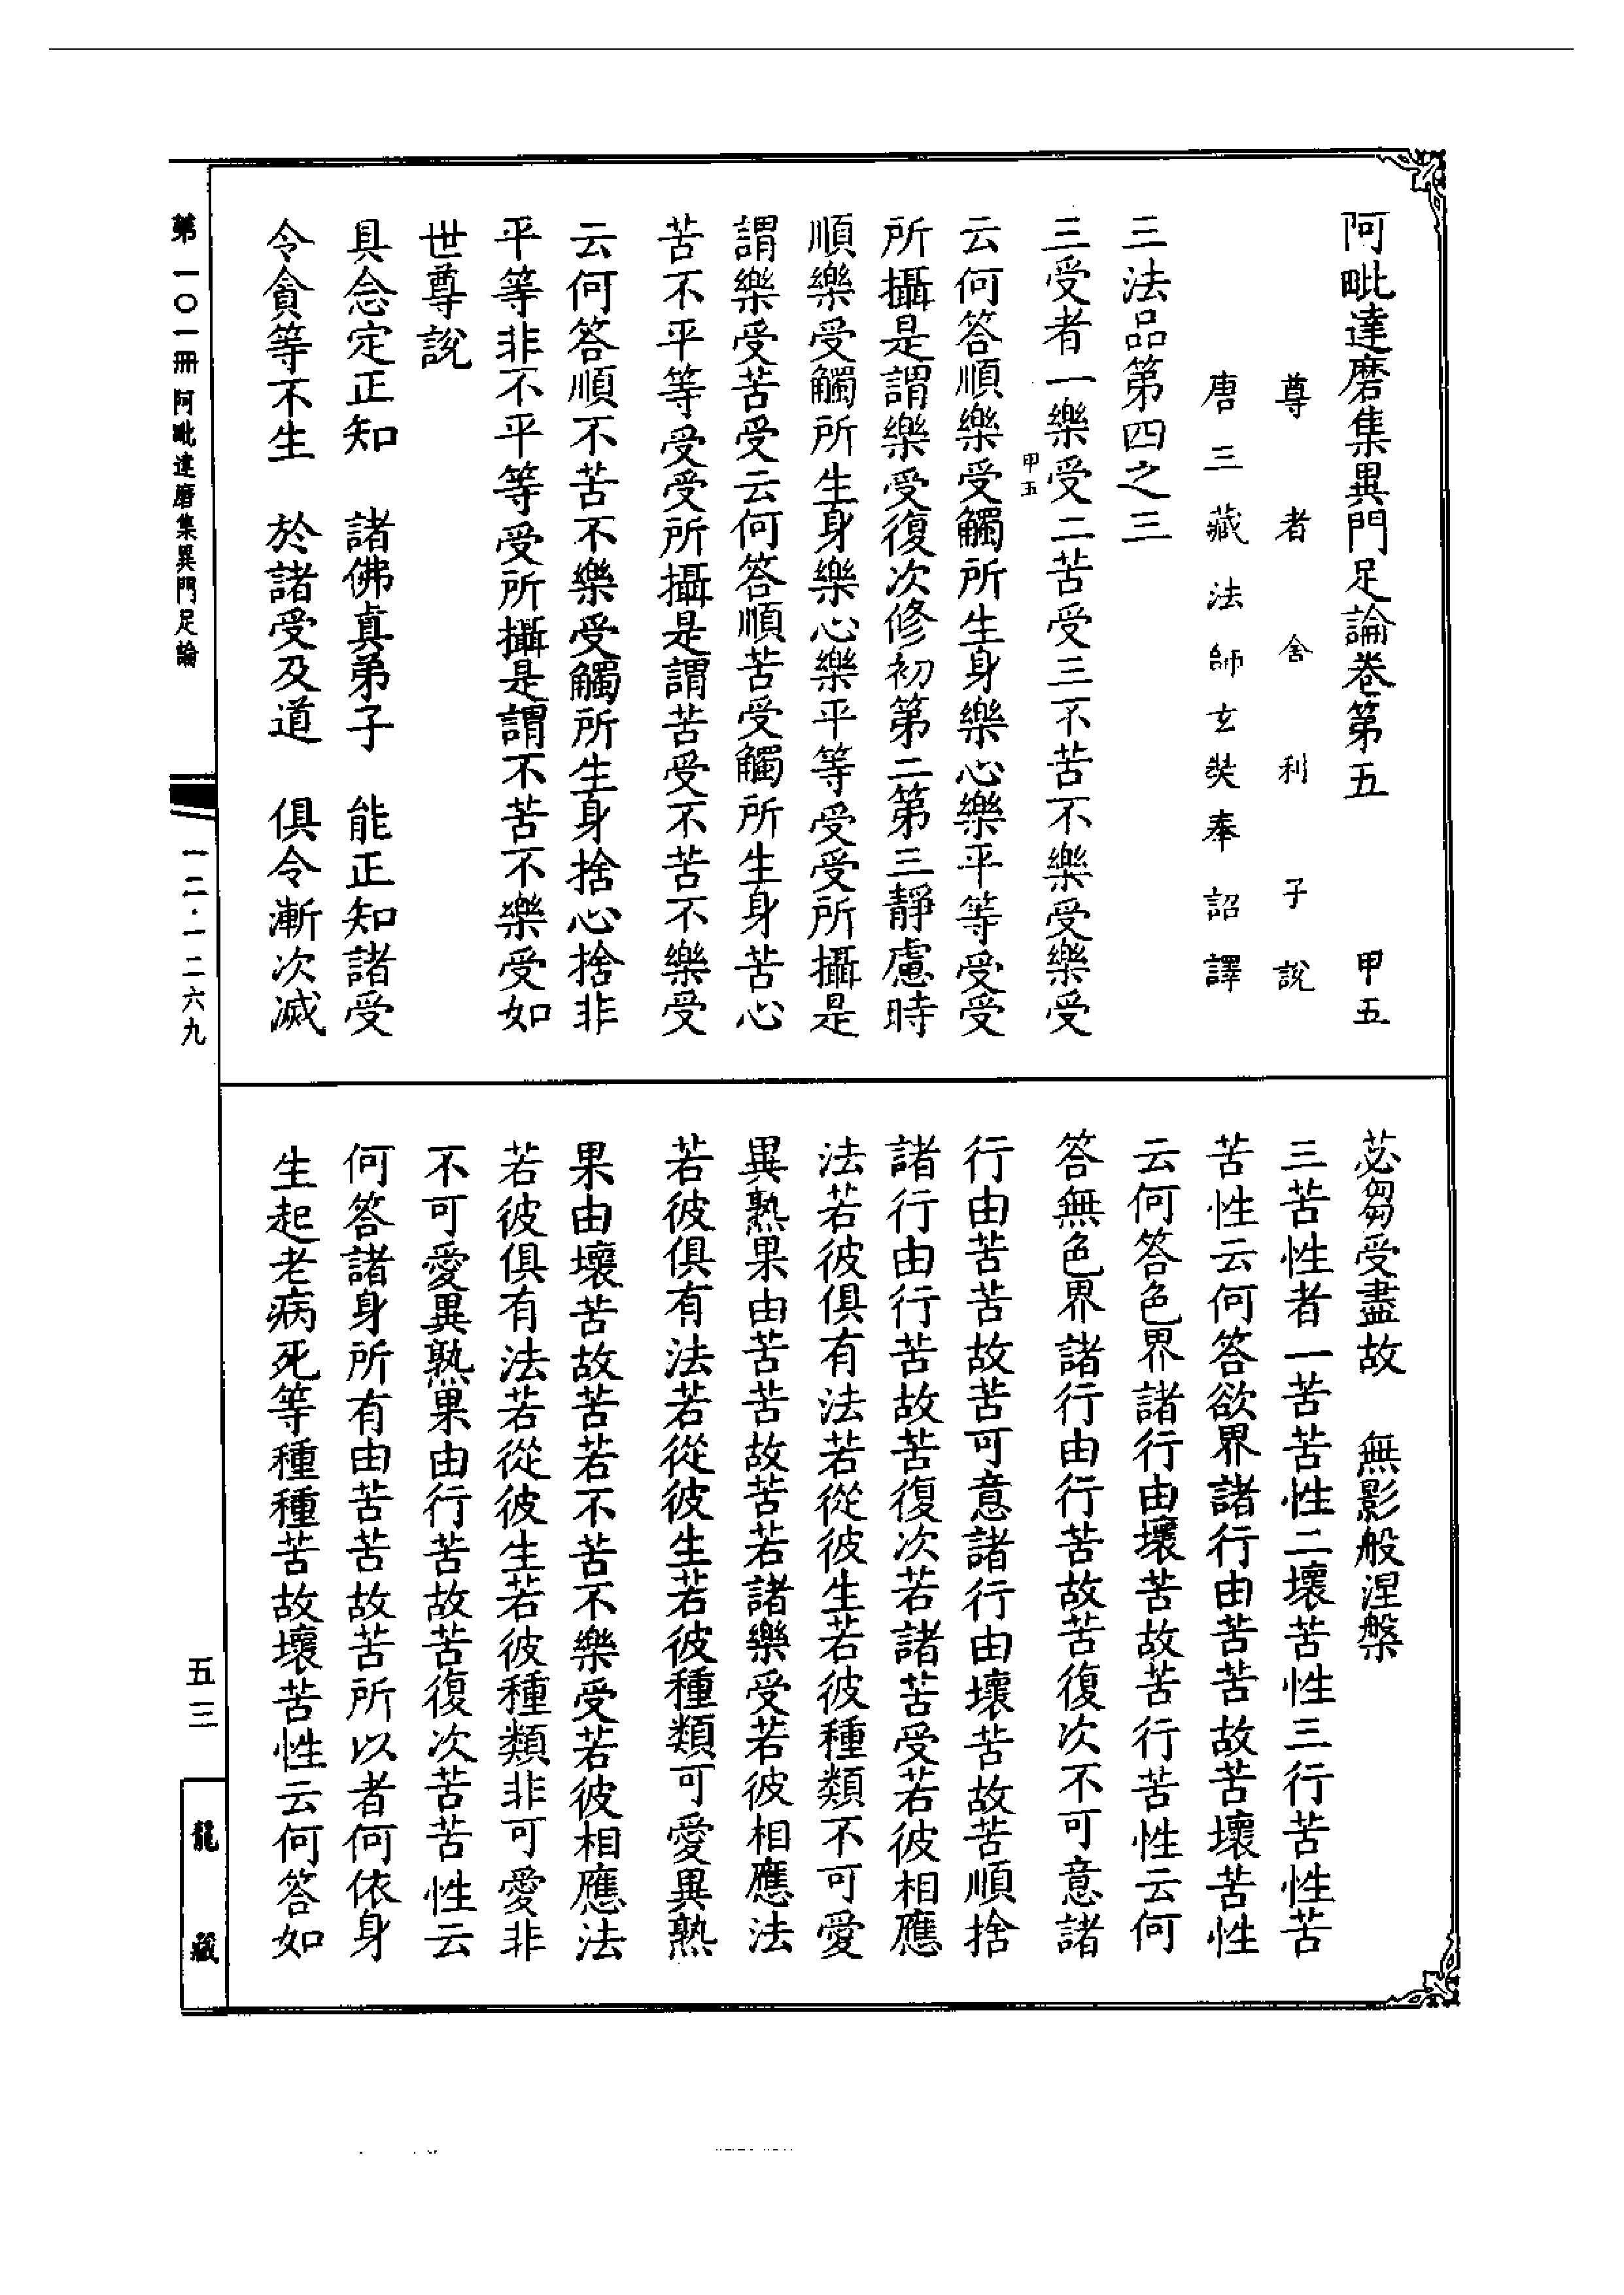 阿毗達磨集異門足論卷第五　甲五
尊者舍利子說
唐三藏法師玄奘奉詔譯
三法品第四之三
三受者一樂受二苦受三不苦不樂受樂受
甲五
云何答順樂受觸所生身樂心樂平等受受
所攝是謂樂受復次修初第二第三靜慮時
順樂受觸所生身樂心樂平等受受所攝是
謂樂受苦受云何答順苦受觸所生身苦心
苦不平等受受所攝是謂苦受不苦不樂受
云何答順不苦不樂受觸所生身捨心捨非
平等非不平等受所攝是謂不苦不樂受如
世尊說
具念定正知　諸佛真弟子　能正知諸受
令貪等不生　於諸受及道　俱令漸次滅
苾芻受盡故　無影般涅槃
三苦性者一苦苦性二壞苦性三行苦性苦
苦性云何答欲界諸行由苦苦故苦壞苦性
云何答色界諸行由壞苦故苦行苦性云何
答無色界諸行由行苦故苦復次不可意諸
行由苦苦故苦可意諸行由壞苦故苦順捨
諸行由行苦故苦復次若諸苦受若彼相應
法若彼俱有法若從彼生若彼種類不可愛
異熟果由苦苦故苦若諸樂受若彼相應法
若彼俱有法若從彼生若彼種類可愛異熟
果由壞苦故苦若不苦不樂受若彼相應法
若彼俱有法若從彼生若彼種類非可愛非
不可愛異熟果由行苦故苦復次苦苦性云
何答諸身所有由苦苦故苦所以者何依身
生起老病死等種種苦故壞苦性云何答如
第一〇一冊　阿毗達磨集異門足論
一二·一二六九
五三
龍藏